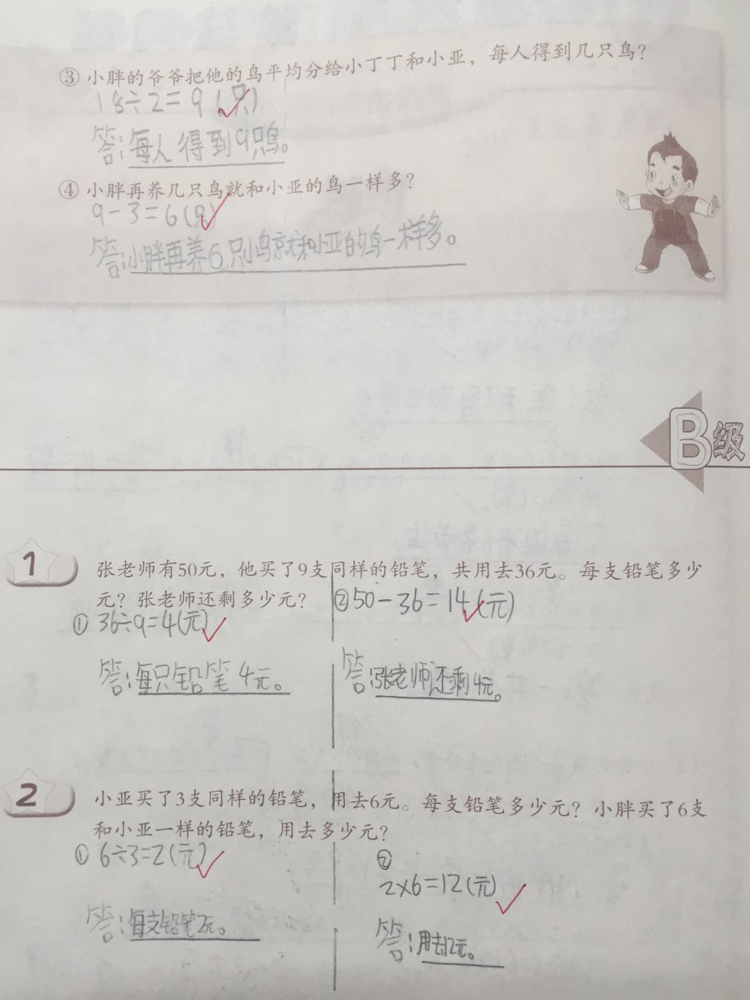 ③ 小胖的爷爷把他的鸟平均分给小丁丁和小亚，每人得到几只鸟？
18÷2=9(只)
答：每人得到9只鸟。
④ 小胖再养几只鸟就和小亚的鸟一样多？
9-3=6(只)
答：小胖再养6只小鸟就和小亚的鸟一样多。
B级
1
张老师有50元，他买了9支同样的铅笔，共用去36元。每支铅笔多少
元？张老师还剩多少元？
②50-36=14(元)
① 36÷9=4(元)
答：每只铅笔4元。
答：张老师还剩4元。
2
小亚买了3支同样的铅笔，用去6元。每支铅笔多少元？小胖买了6支
和小亚一样的铅笔，用去多少元？
① 6÷3=2(元)
②
2×6=12(元)
答：每支铅笔2元。
答：用去12元。